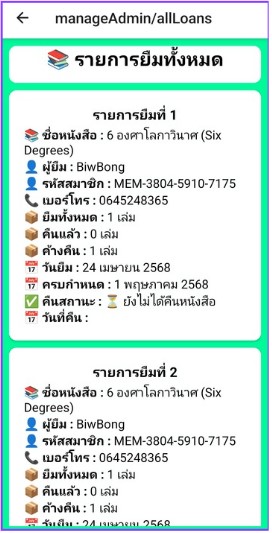 ← manageAdmin/allLoans
📚 รายการยืมทั้งหมด
รายการยืมที่ 1
📚 ชื่อหนังสือ : 6 องศาโลกาวินาศ (Six
Degrees)
👤 ผู้ยืม : BiwBong
👤 รหัสสมาชิก : MEM-3804-5910-7175
📞 เบอร์โทร : 0645248365
📦 ยืมทั้งหมด : 1 เล่ม
📦 คืนแล้ว : 0 เล่ม
📦 ค้างคืน : 1 เล่ม
📅 วันยืม : 24 เมษายน 2568
📅 ครบกำหนด : 1 พฤษภาคม 2568
✅ คืนสถานะ : ⏳ ยังไม่ได้คืนหนังสือ
📅 วันที่คืน :
รายการยืมที่ 2
📚 ชื่อหนังสือ : 6 องศาโลกาวินาศ (Six
Degrees)
👤 ผู้ยืม : BiwBong
👤 รหัสสมาชิก : MEM-3804-5910-7175
📞 เบอร์โทร : 0645248365
📦 ยืมทั้งหมด : 1 เล่ม
📦 คืนแล้ว : 0 เล่ม
📦 ค้างคืน : 1 เล่ม
📅 วันยืม : 24 เมษายน 2568